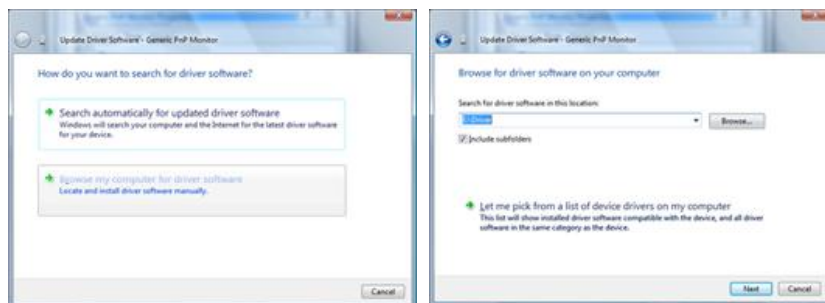 Update Driver Software - Generic PnP Monitor
How do you want to search for driver software?
Search automatically for updated driver software
Windows will search your computer and the Internet for the latest driver software
for your device.
Browse my computer for driver software
Locate and install driver software manually.
Cancel
Update Driver Software - Generic PnP Monitor
Browse for driver software on your computer
Search for driver software in this location:
Browse...
Include subfolders
Let me pick from a list of device drivers on my computer
This list will show installed driver software compatible with the device, and all driver
software in the same category as the device.
Next Cancel